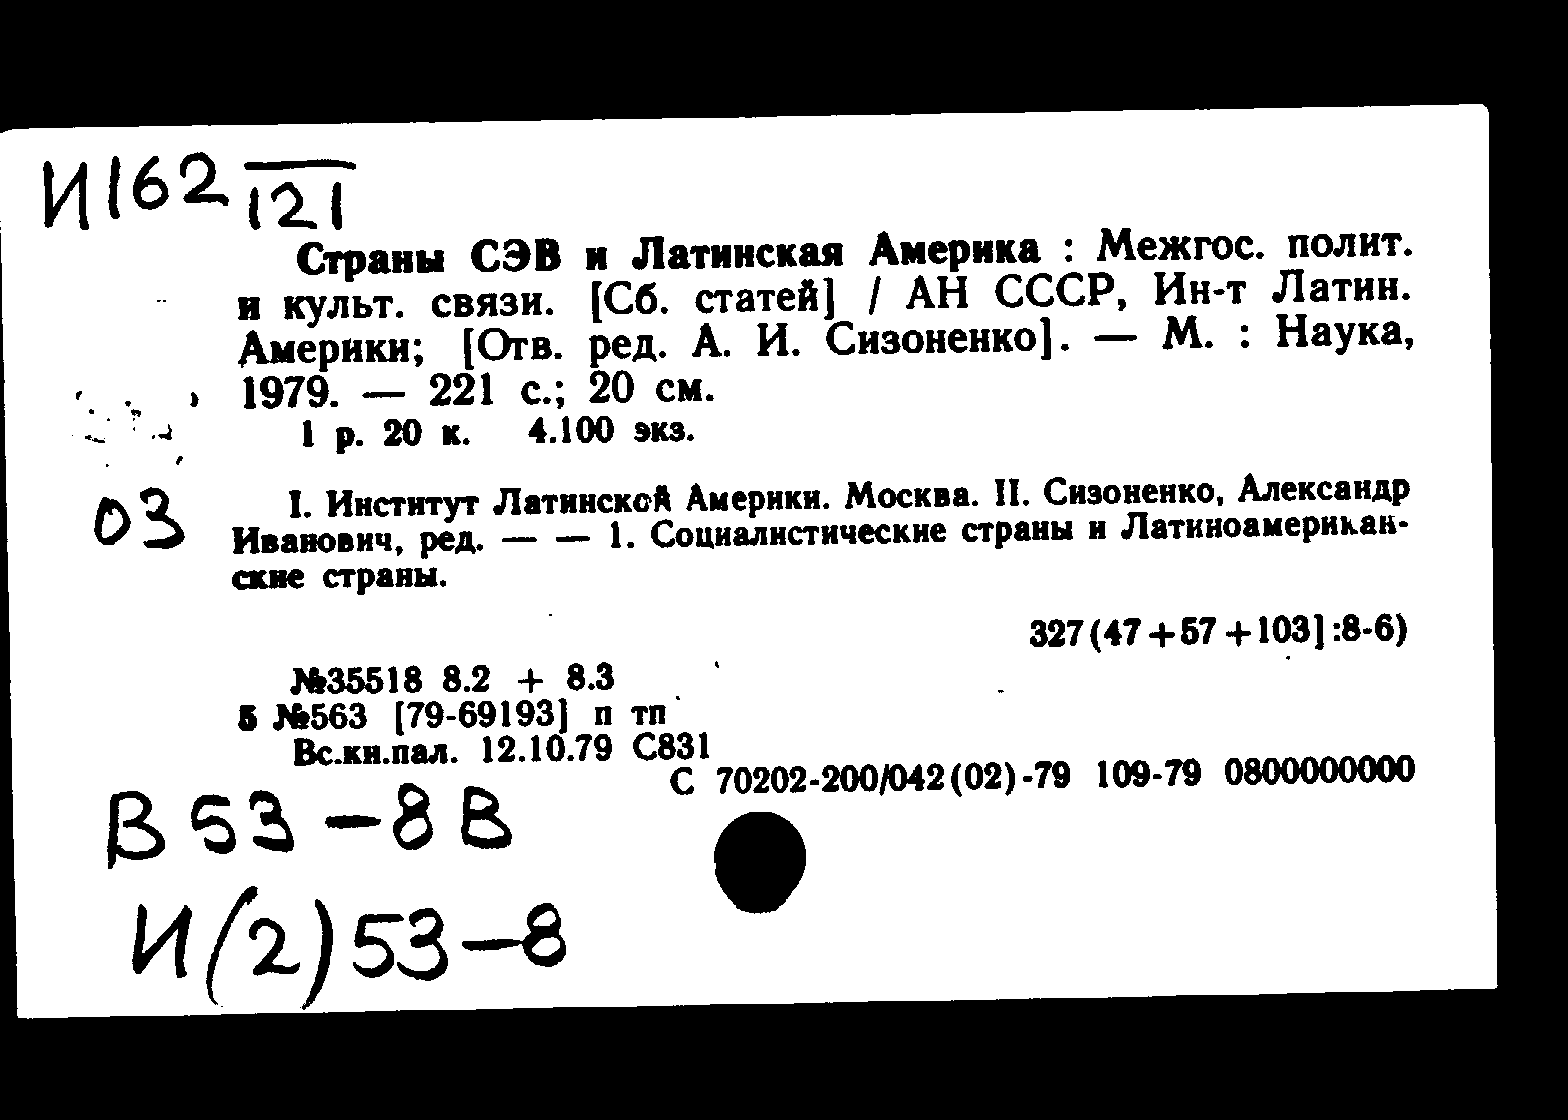 И162 121
Страны СЭВ и Латинская Америка : Межгос. полит.
и культ. связи. [Сб. статей] / АН СССР, Ин-т Латин.
Америки; [Отв. ред. А. И. Сизоненко]. — М. : Наука,
1979. — 221 с.; 20 см.
1 р. 20 к. 4.100 экз.
03
I. Институт Латинской Америки. Москва. II. Сизоненко, Александр
Иванович, ред. — — 1. Социалистические страны и Латиноамерикан-
ские страны.
327(47+57+103]:8-6)
№35518 8.2 + 8.3
5 №563 [79-69193] п тп
Вс.кн.пал. 12.10.79 С831
С 70202-200/042(02)-79 109-79 0800000000
В53-8В
И(2)53-8